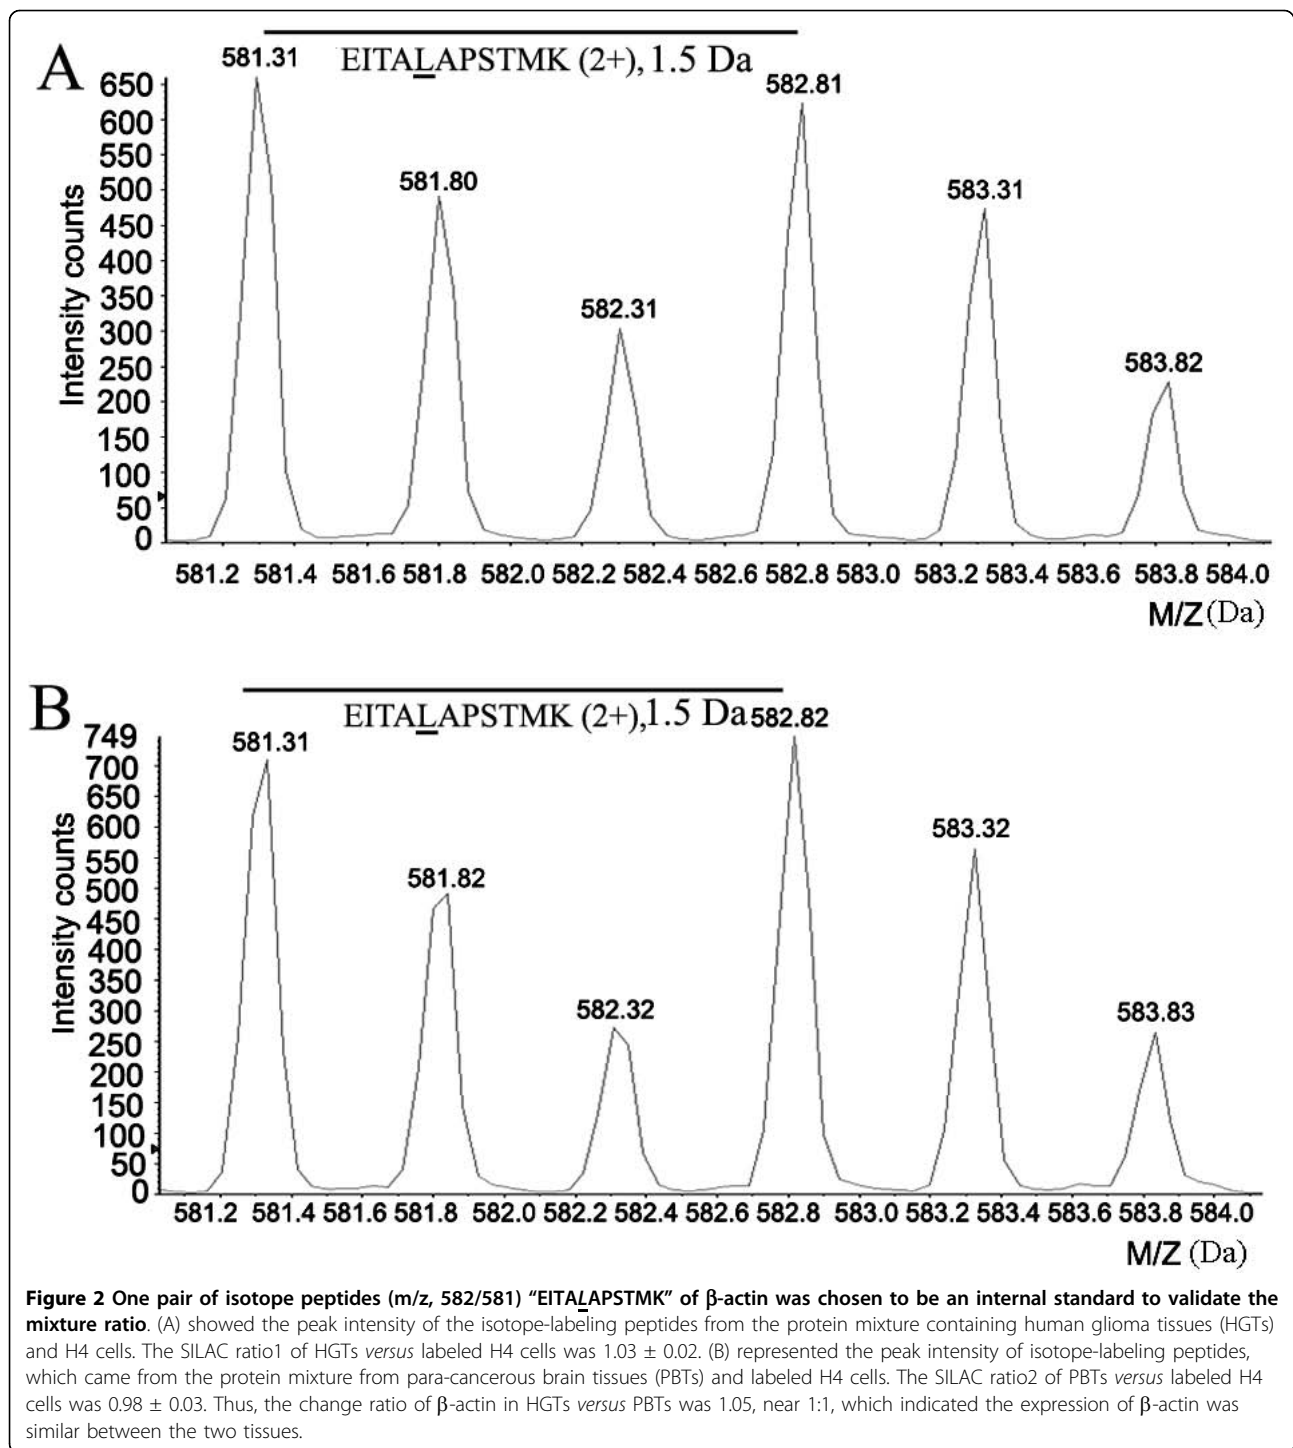 A
581.31
EITALAPSTMK (2+), 1.5 Da
582.81
581.80
583.31
582.31
583.82
Intensity counts
650
600
550
500
450
400
350
300
250
200
150
100
50
0
581.2 581.4 581.6 581.8 582.0 582.2 582.4 582.6 582.8 583.0 583.2 583.4 583.6 583.8 584.0
M/Z (Da)
B
EITALAPSTMK (2+),1.5 Da
582.82
581.31
583.32
581.82
582.32
583.83
Intensity counts
749
700
650
600
550
500
450
400
350
300
250
200
150
100
50
0
581.2 581.4 581.6 581.8 582.0 582.2 582.4 582.6 582.8 583.0 583.2 583.4 583.6 583.8 584.0
M/Z (Da)
Figure 2 One pair of isotope peptides (m/z, 582/581) “EITALAPSTMK” of β-actin was chosen to be an internal standard to validate the
mixture ratio. (A) showed the peak intensity of the isotope-labeling peptides from the protein mixture containing human glioma tissues (HGTs)
and H4 cells. The SILAC ratio1 of HGTs versus labeled H4 cells was 1.03 ± 0.02. (B) represented the peak intensity of isotope-labeling peptides,
which came from the protein mixture from para-cancerous brain tissues (PBTs) and labeled H4 cells. The SILAC ratio2 of PBTs versus labeled H4
cells was 0.98 ± 0.03. Thus, the change ratio of β-actin in HGTs versus PBTs was 1.05, near 1:1, which indicated the expression of β-actin was
similar between the two tissues.